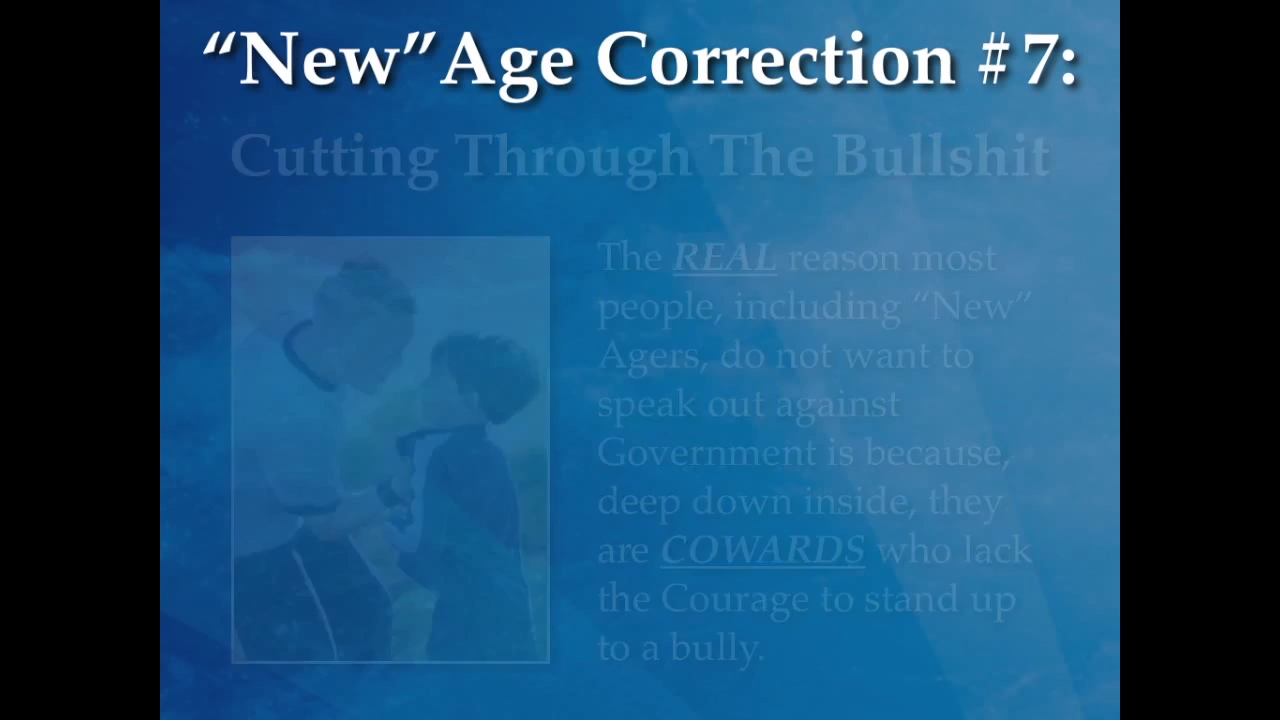 “New” Age Correction #7:
Cutting Through The Bullshit
The REAL reason most
people, including “New”
Agers, do not want to
speak out against
Government is because,
deep down inside, they
are COWARDS who lack
the Courage to stand up
to a bully.